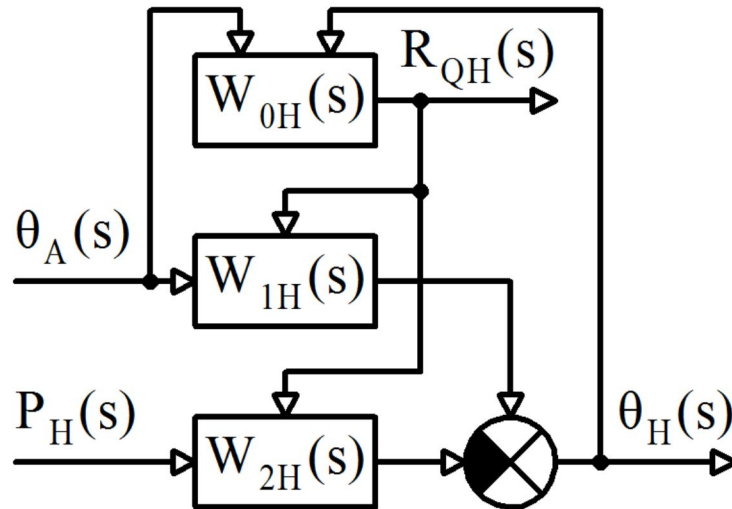 R_QH(s)
W_0H(s)
θ_A(s)
W_1H(s)
P_H(s)
W_2H(s)
θ_H(s)